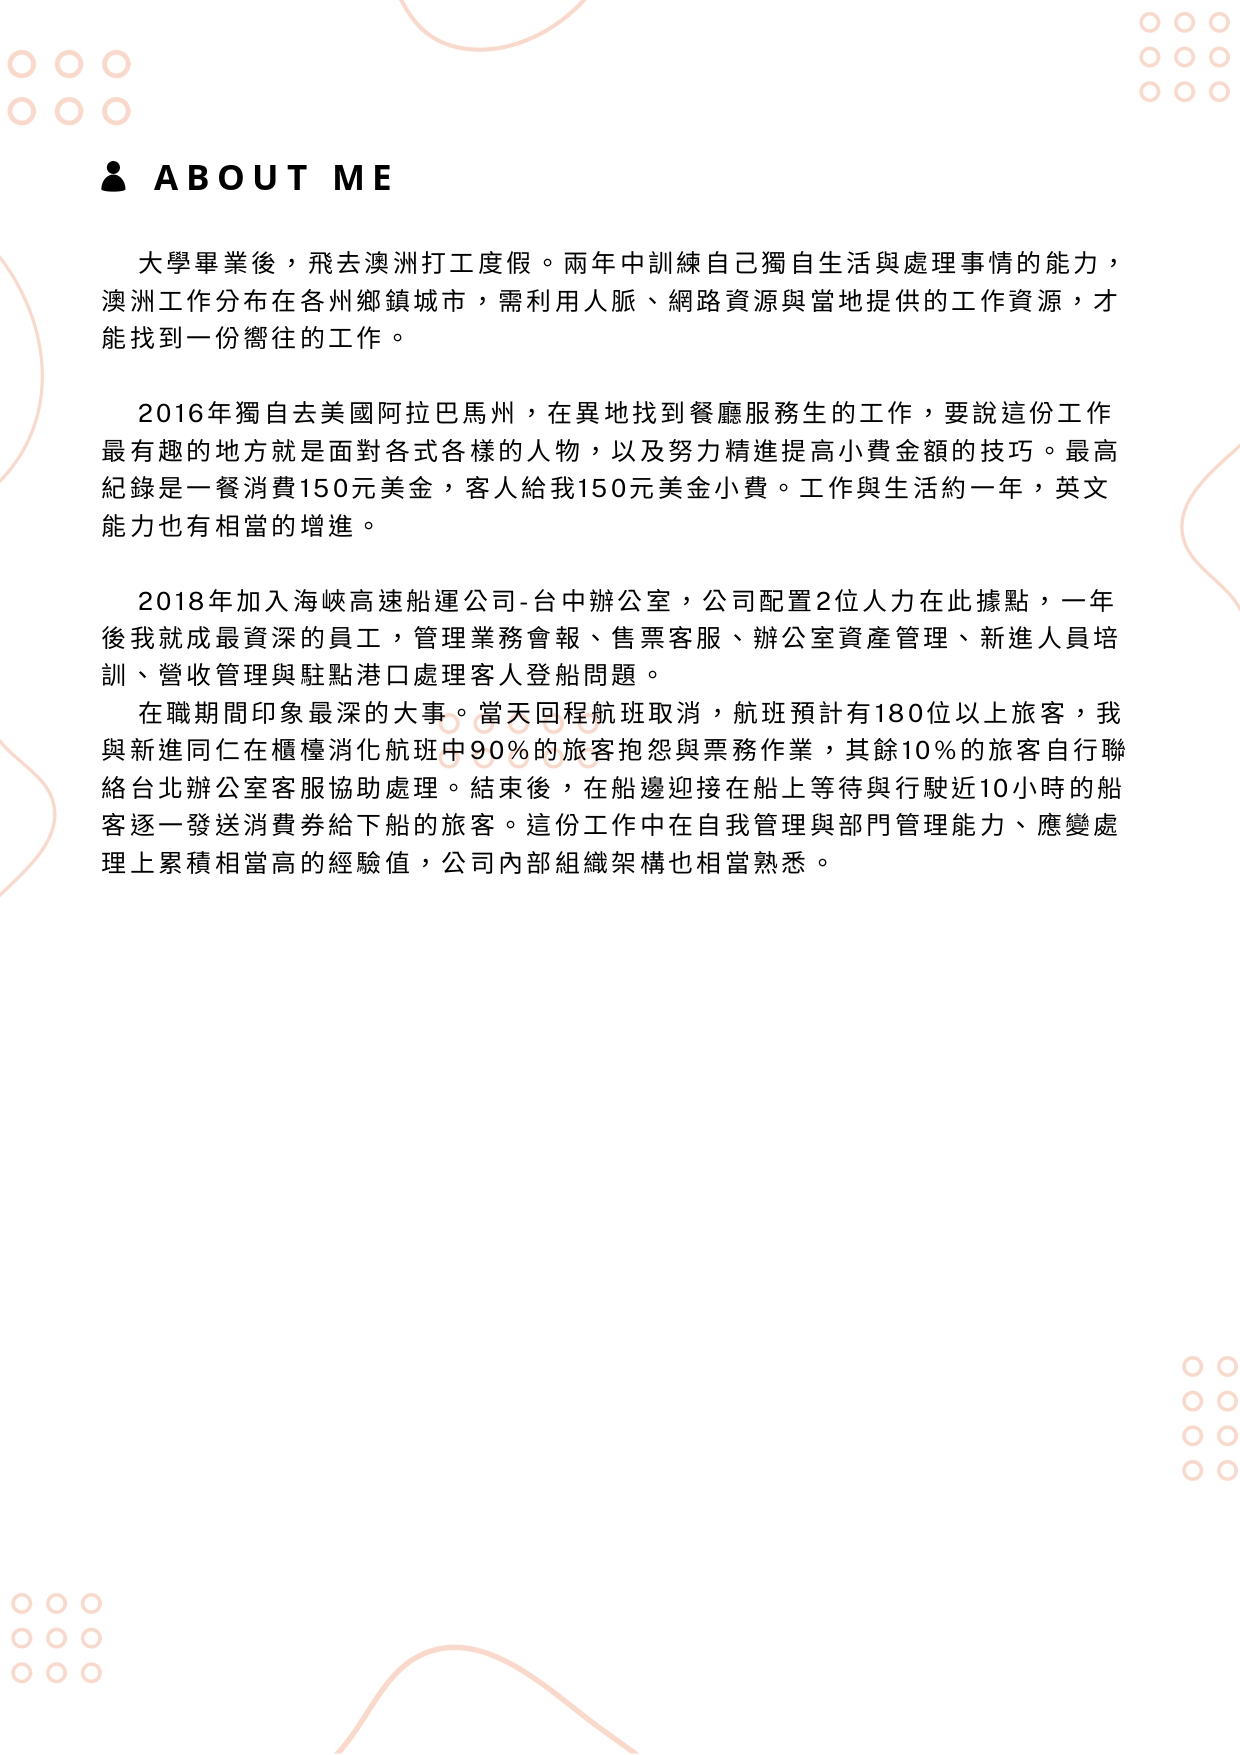 ABOUT ME
大學畢業後，飛去澳洲打工度假。兩年中訓練自己獨自生活與處理事情的能力，
澳洲工作分布在各州鄉鎮城市，需利用人脈、網路資源與當地提供的工作資源，才
能找到一份嚮往的工作。
2016年獨自去美國阿拉巴馬州，在異地找到餐廳服務生的工作，要說這份工作
最有趣的地方就是面對各式各樣的人物，以及努力精進提高小費金額的技巧。最高
紀錄是一餐消費150元美金，客人給我150元美金小費。工作與生活約一年，英文
能力也有相當的增進。
2018年加入海峽高速船運公司-台中辦公室，公司配置2位人力在此據點，一年
後我就成最資深的員工，管理業務會報、售票客服、辦公室資產管理、新進人員培
訓、營收管理與駐點港口處理客人登船問題。
在職期間印象最深的大事。當天回程航班取消，航班預計有180位以上旅客，我
與新進同仁在櫃檯消化航班中90%的旅客抱怨與票務作業，其餘10%的旅客自行聯
絡台北辦公室客服協助處理。結束後，在船邊迎接在船上等待與行駛近10小時的船
客逐一發送消費券給下船的旅客。這份工作中在自我管理與部門管理能力、應變處
理上累積相當高的經驗值，公司內部組織架構也相當熟悉。